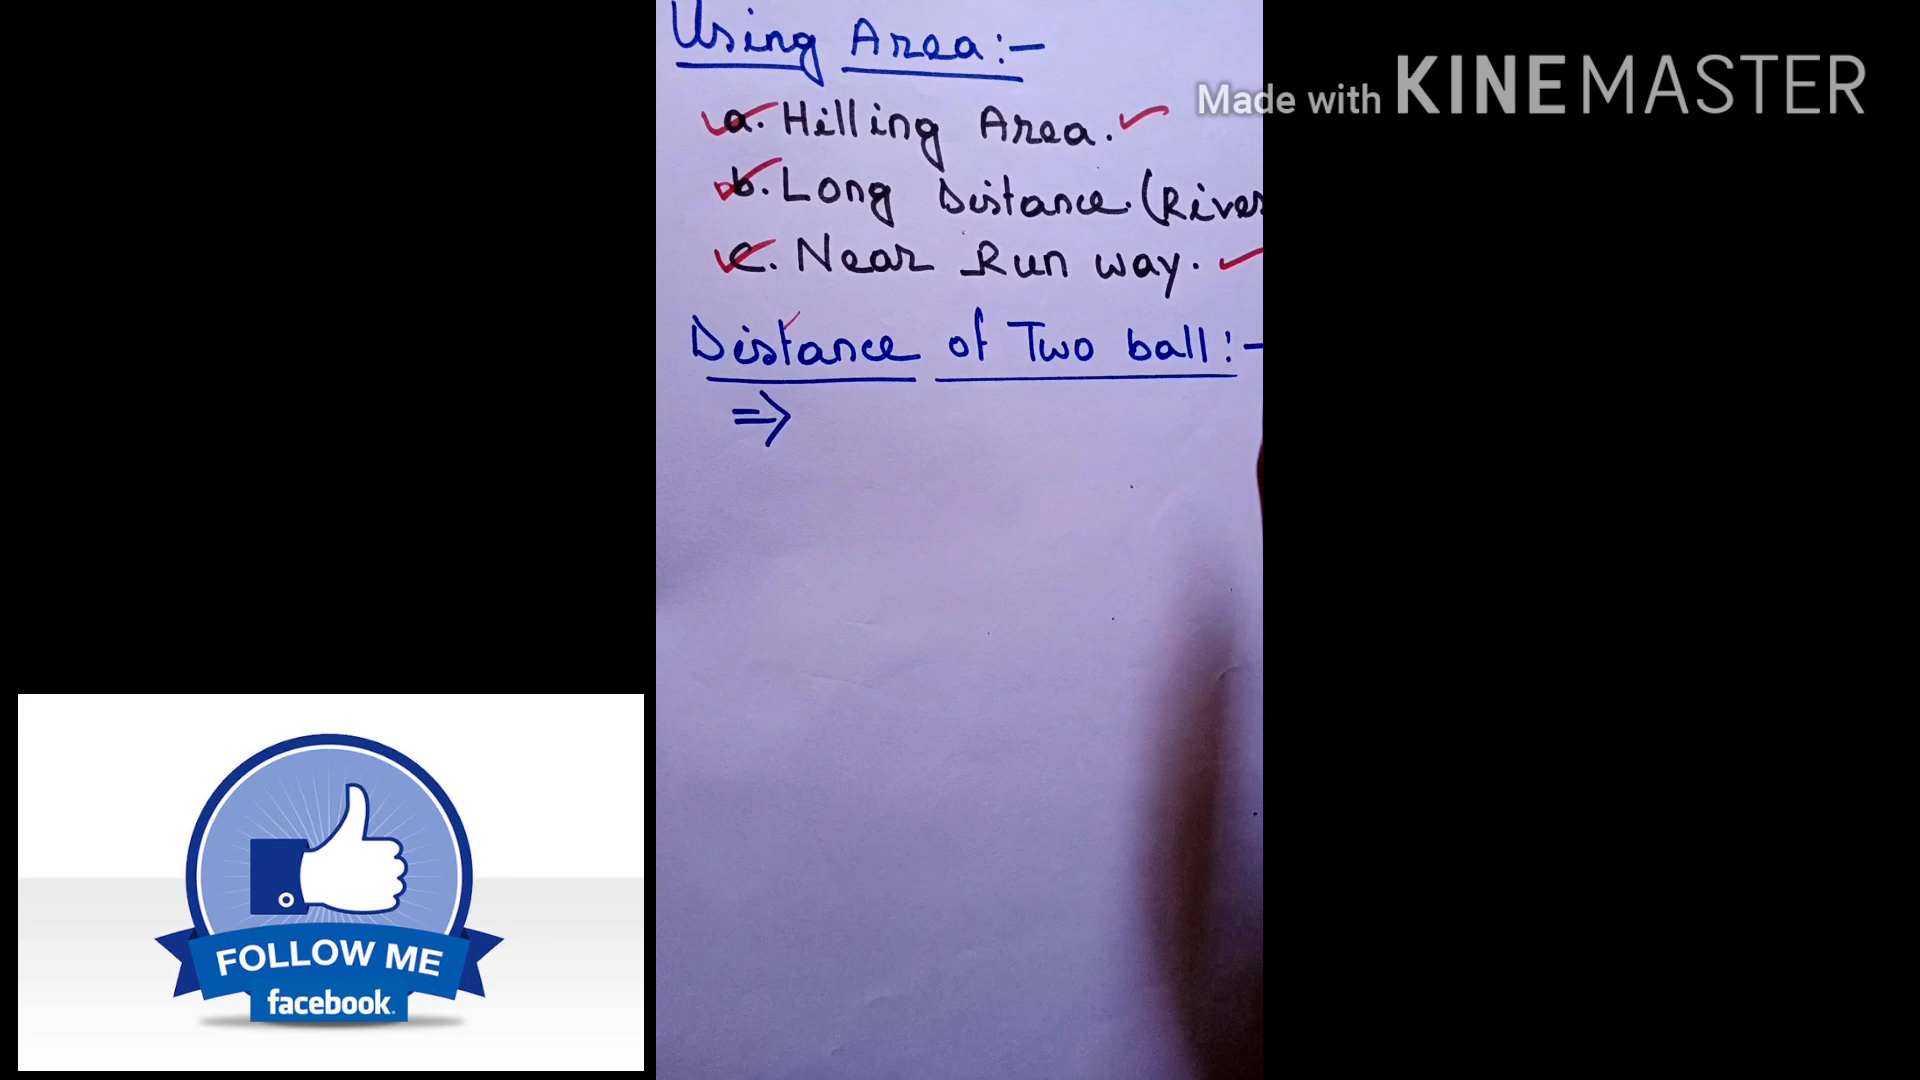 Using Area:-
a. Hilling Area.
b. Long Distance. (River
c. Near Run way.
Distance of Two ball:-
⇒
Made with KINEMASTER
FOLLOW ME
facebook.